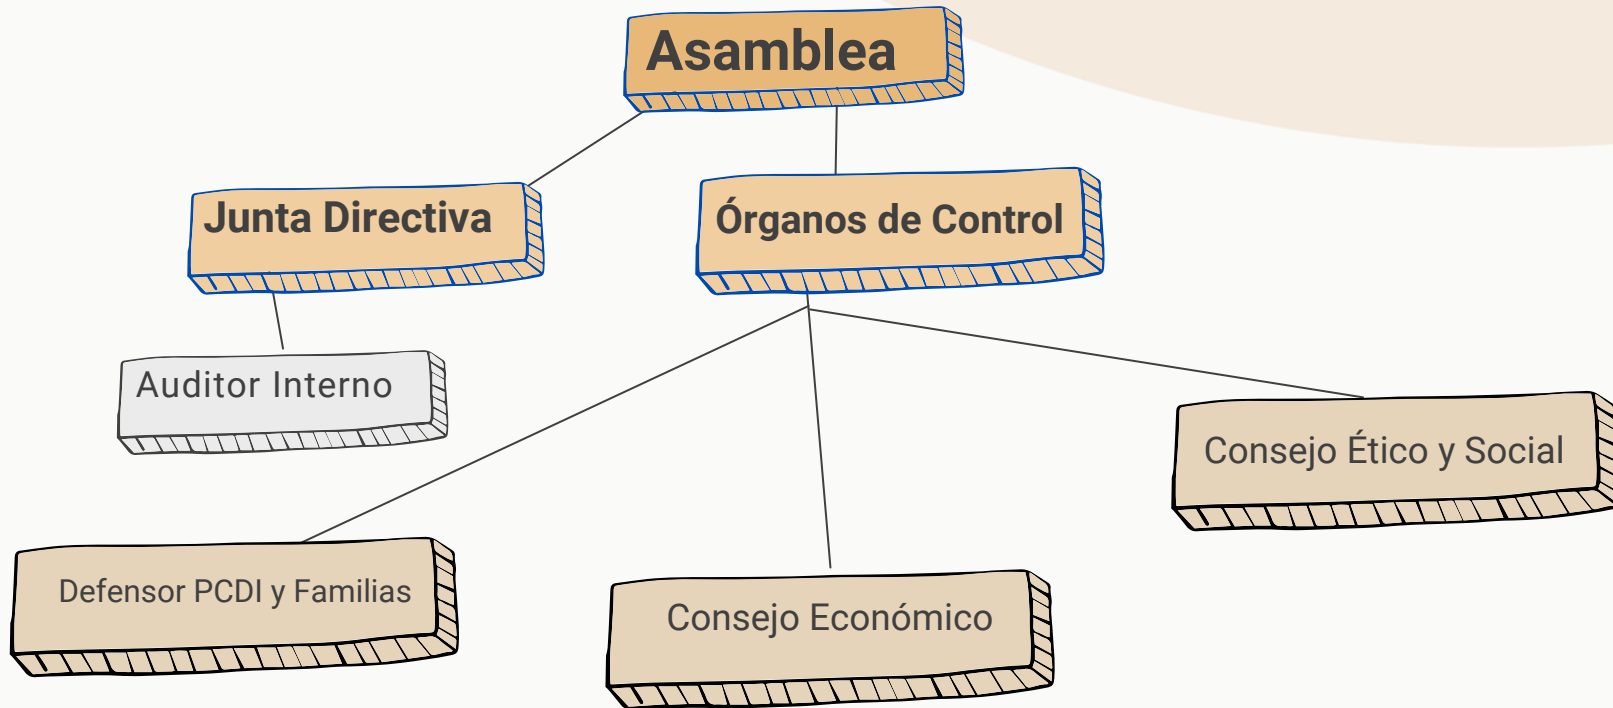 Asamblea
Junta Directiva
Órganos de Control
Auditor Interno
Consejo Ético y Social
Defensor PCDI y Familias
Consejo Económico